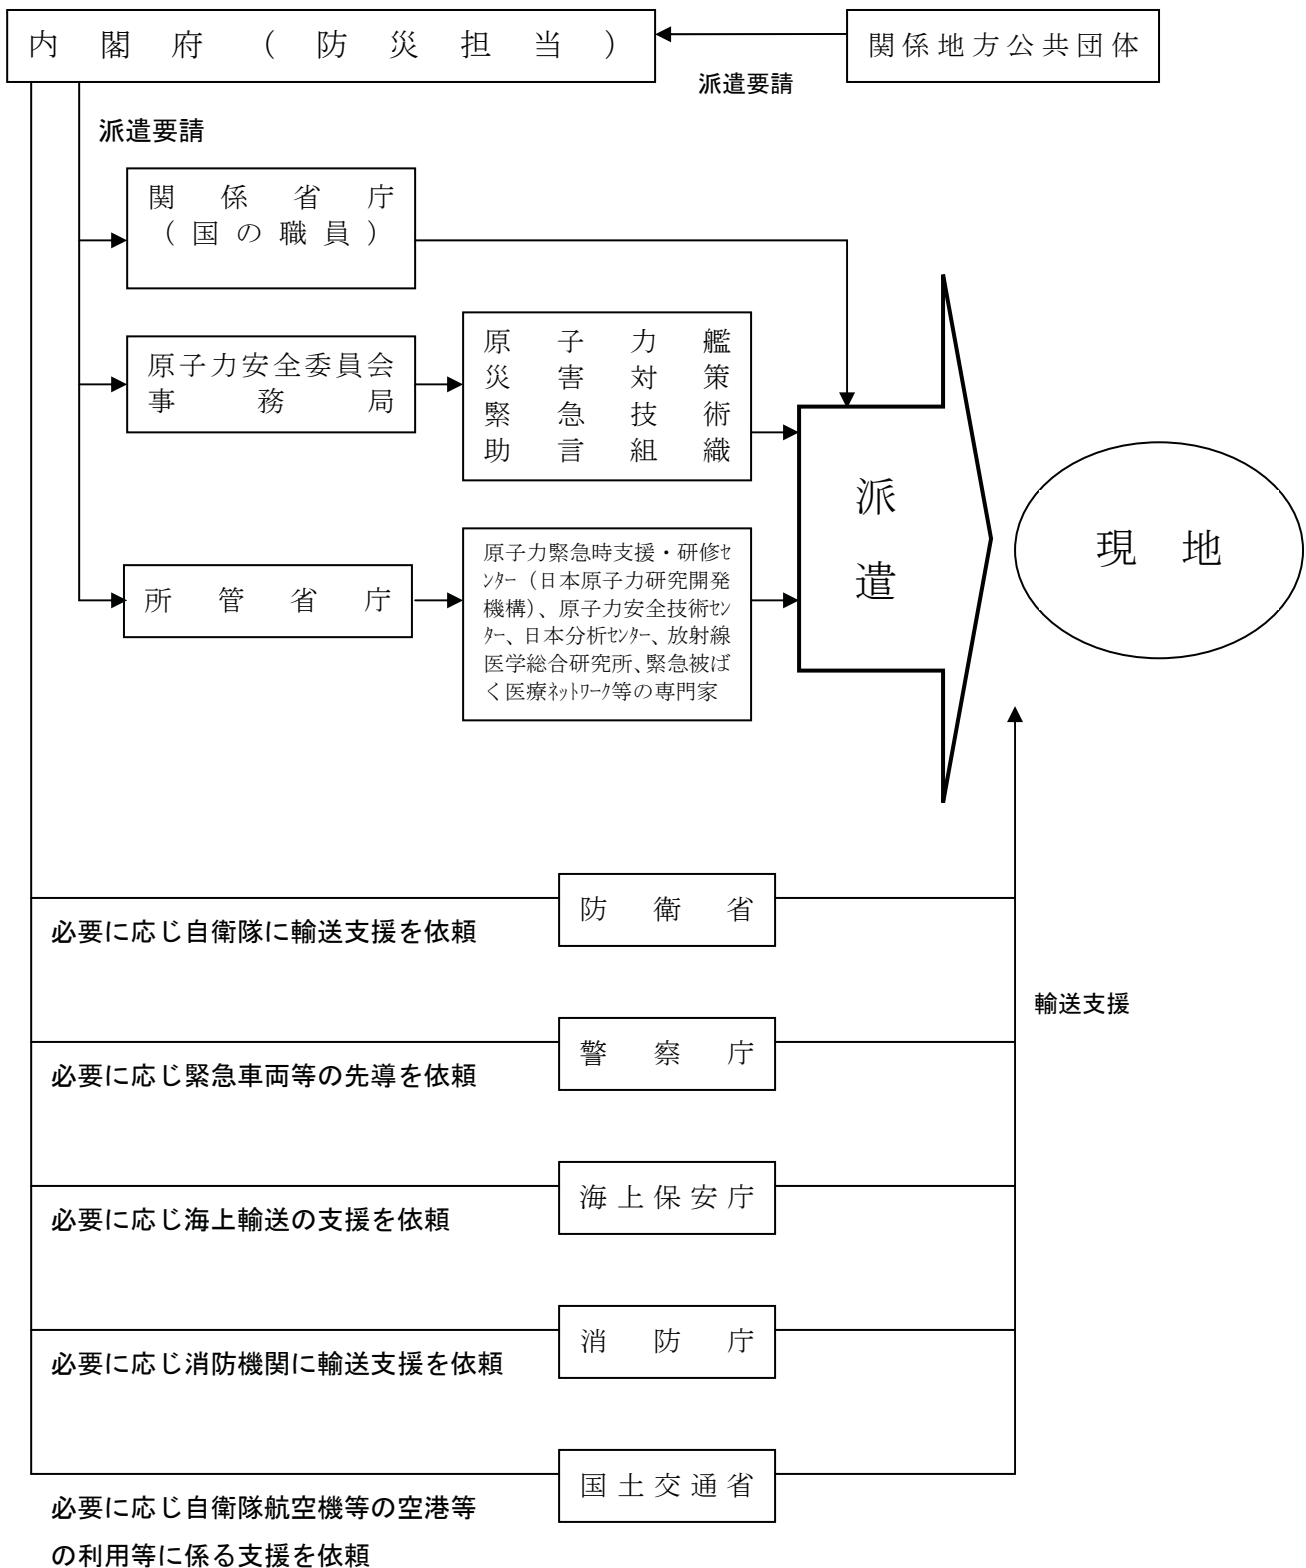 内閣府(防災担当)
関係地方公共団体
派遣要請
派遣要請
関係省庁
(国の職員)
原子力安全委員会
事務局
原子力艦
災害対策
緊急技術
助言組織
所管省庁
原子力緊急時支援・研修セ
ンター(日本原子力研究開発
機構)、原子力安全技術セン
ター、日本分析センター、放射線
医学総合研究所、緊急被ば
く医療ネットワーク等の専門家
派
遣
現地
防衛省
必要に応じ自衛隊に輸送支援を依頼
輸送支援
警察庁
必要に応じ緊急車両等の先導を依頼
海上保安庁
必要に応じ海上輸送の支援を依頼
消防庁
必要に応じ消防機関に輸送支援を依頼
国土交通省
必要に応じ自衛隊航空機等の空港等
の利用等に係る支援を依頼